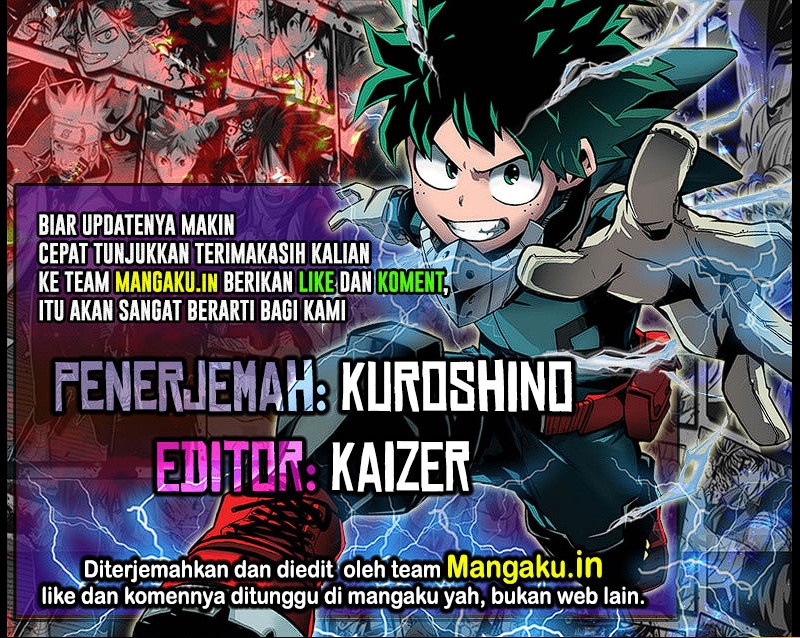 BIAR UPDATENYA MAKIN
CEPAT TUNJUKKAN TERIMAKASIH KALIAN
KE TEAM MANGAKU.IN BERIKAN LIKE DAN KOMENT,
ITU AKAN SANGAT BERARTI BAGI KAMI
PENERJEMAH: KUROSHINO
EDITOR: KAIZER
Diterjemahkan dan diedit oleh team Mangaku.in
like dan komennya ditunggu di mangaku yah, bukan web lain.